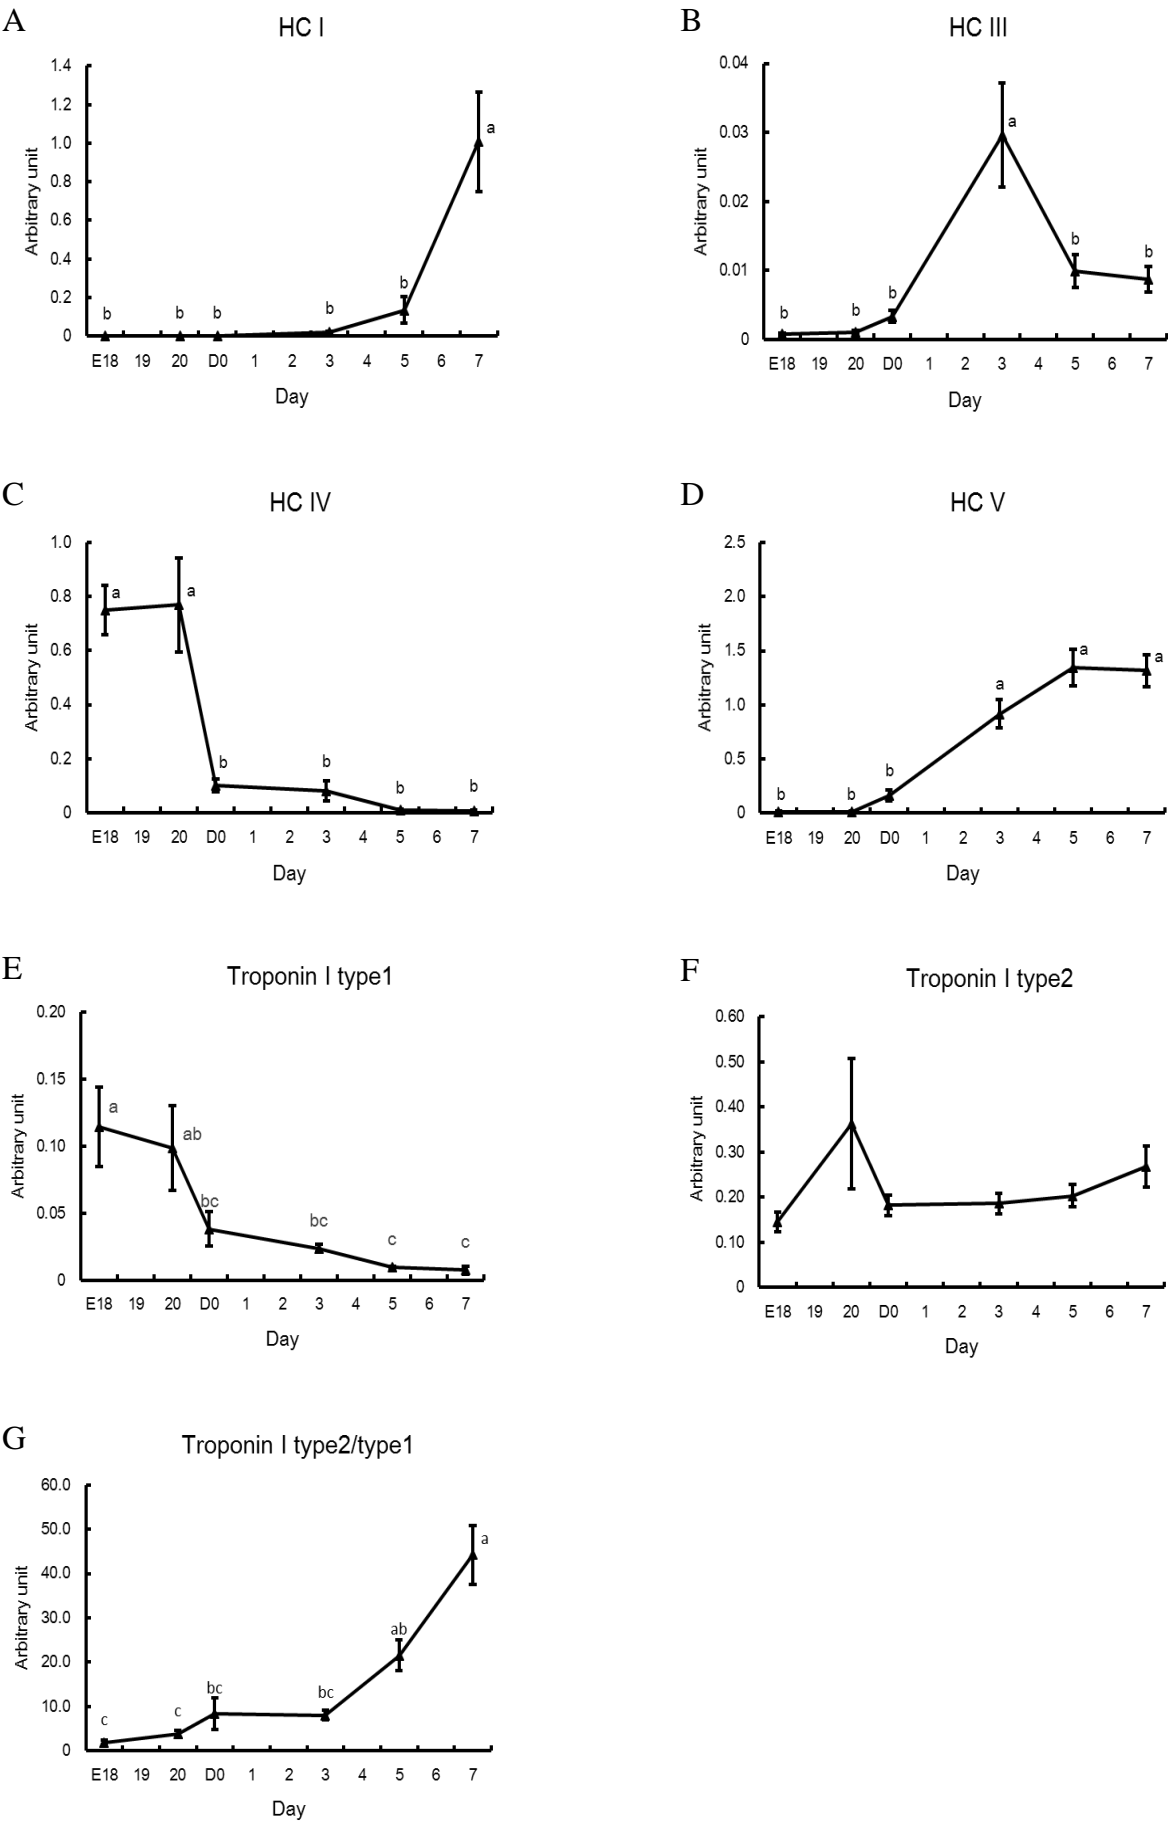 A
HC I
1.4
1.2
1.0
0.8
0.6
0.4
0.2
0
Arbitrary unit
b b b b b a
E18 19 20 D0 1 2 3 4 5 6 7
Day
B
HC III
0.04
0.03
0.02
0.01
0
Arbitrary unit
b b b a b b
E18 19 20 D0 1 2 3 4 5 6 7
Day
C
HC IV
1.0
0.8
0.6
0.4
0.2
0
Arbitrary unit
a a b b b b
E18 19 20 D0 1 2 3 4 5 6 7
Day
D
HC V
2.5
2.0
1.5
1.0
0.5
0
Arbitrary unit
b b b a a a
E18 19 20 D0 1 2 3 4 5 6 7
Day
E
Troponin I type1
0.20
0.15
0.10
0.05
0
Arbitrary unit
a ab bc bc c c
E18 19 20 D0 1 2 3 4 5 6 7
Day
F
Troponin I type2
0.60
0.50
0.40
0.30
0.20
0.10
0
Arbitrary unit
E18 19 20 D0 1 2 3 4 5 6 7
Day
G
Troponin I type2/type1
60.0
50.0
40.0
30.0
20.0
10.0
0
Arbitrary unit
c c bc bc ab a
E18 19 20 D0 1 2 3 4 5 6 7
Day